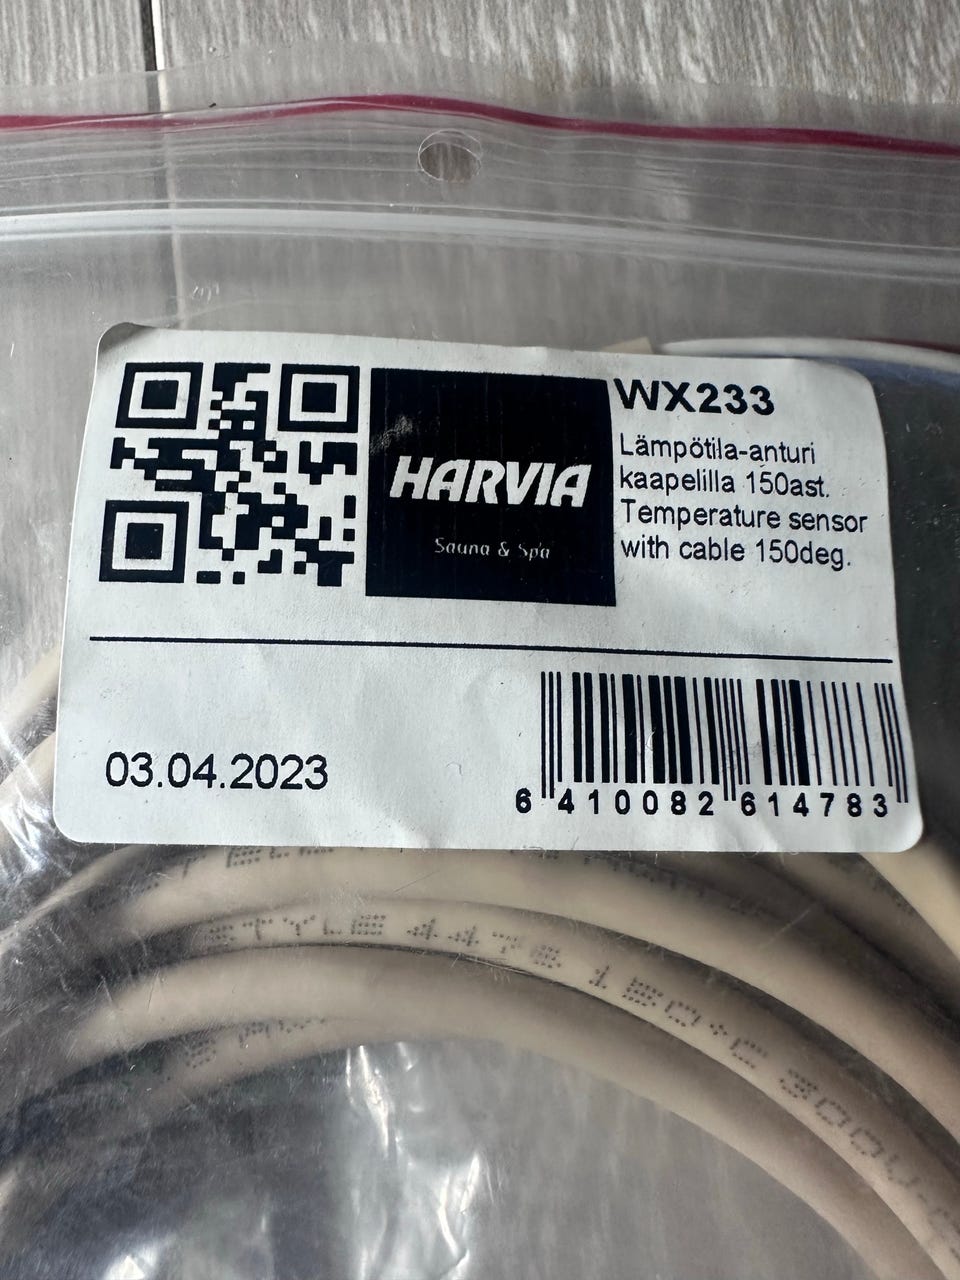 WX233
Lämpötila-anturi
kaapelilla 150ast.
Temperature sensor
with cable 150deg.
HARVIA
Sauna & Spa
03.04.2023
6 410082 614783
STYLE 4478 150°C 300V